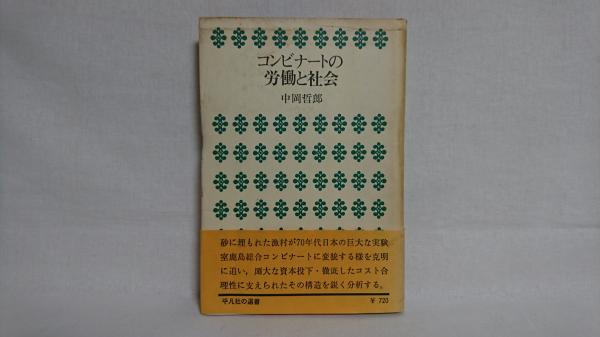 コンビナートの
労働と社会
中岡哲郎
砂に埋もれた漁村が70年代日本の巨大な実験
室鹿島総合コンビナートに変貌する様を克明
に追い，厖大な資本投下・徹底したコスト合
理性に支えられたその構造を鋭く分析する。
平凡社の選書
¥ 720